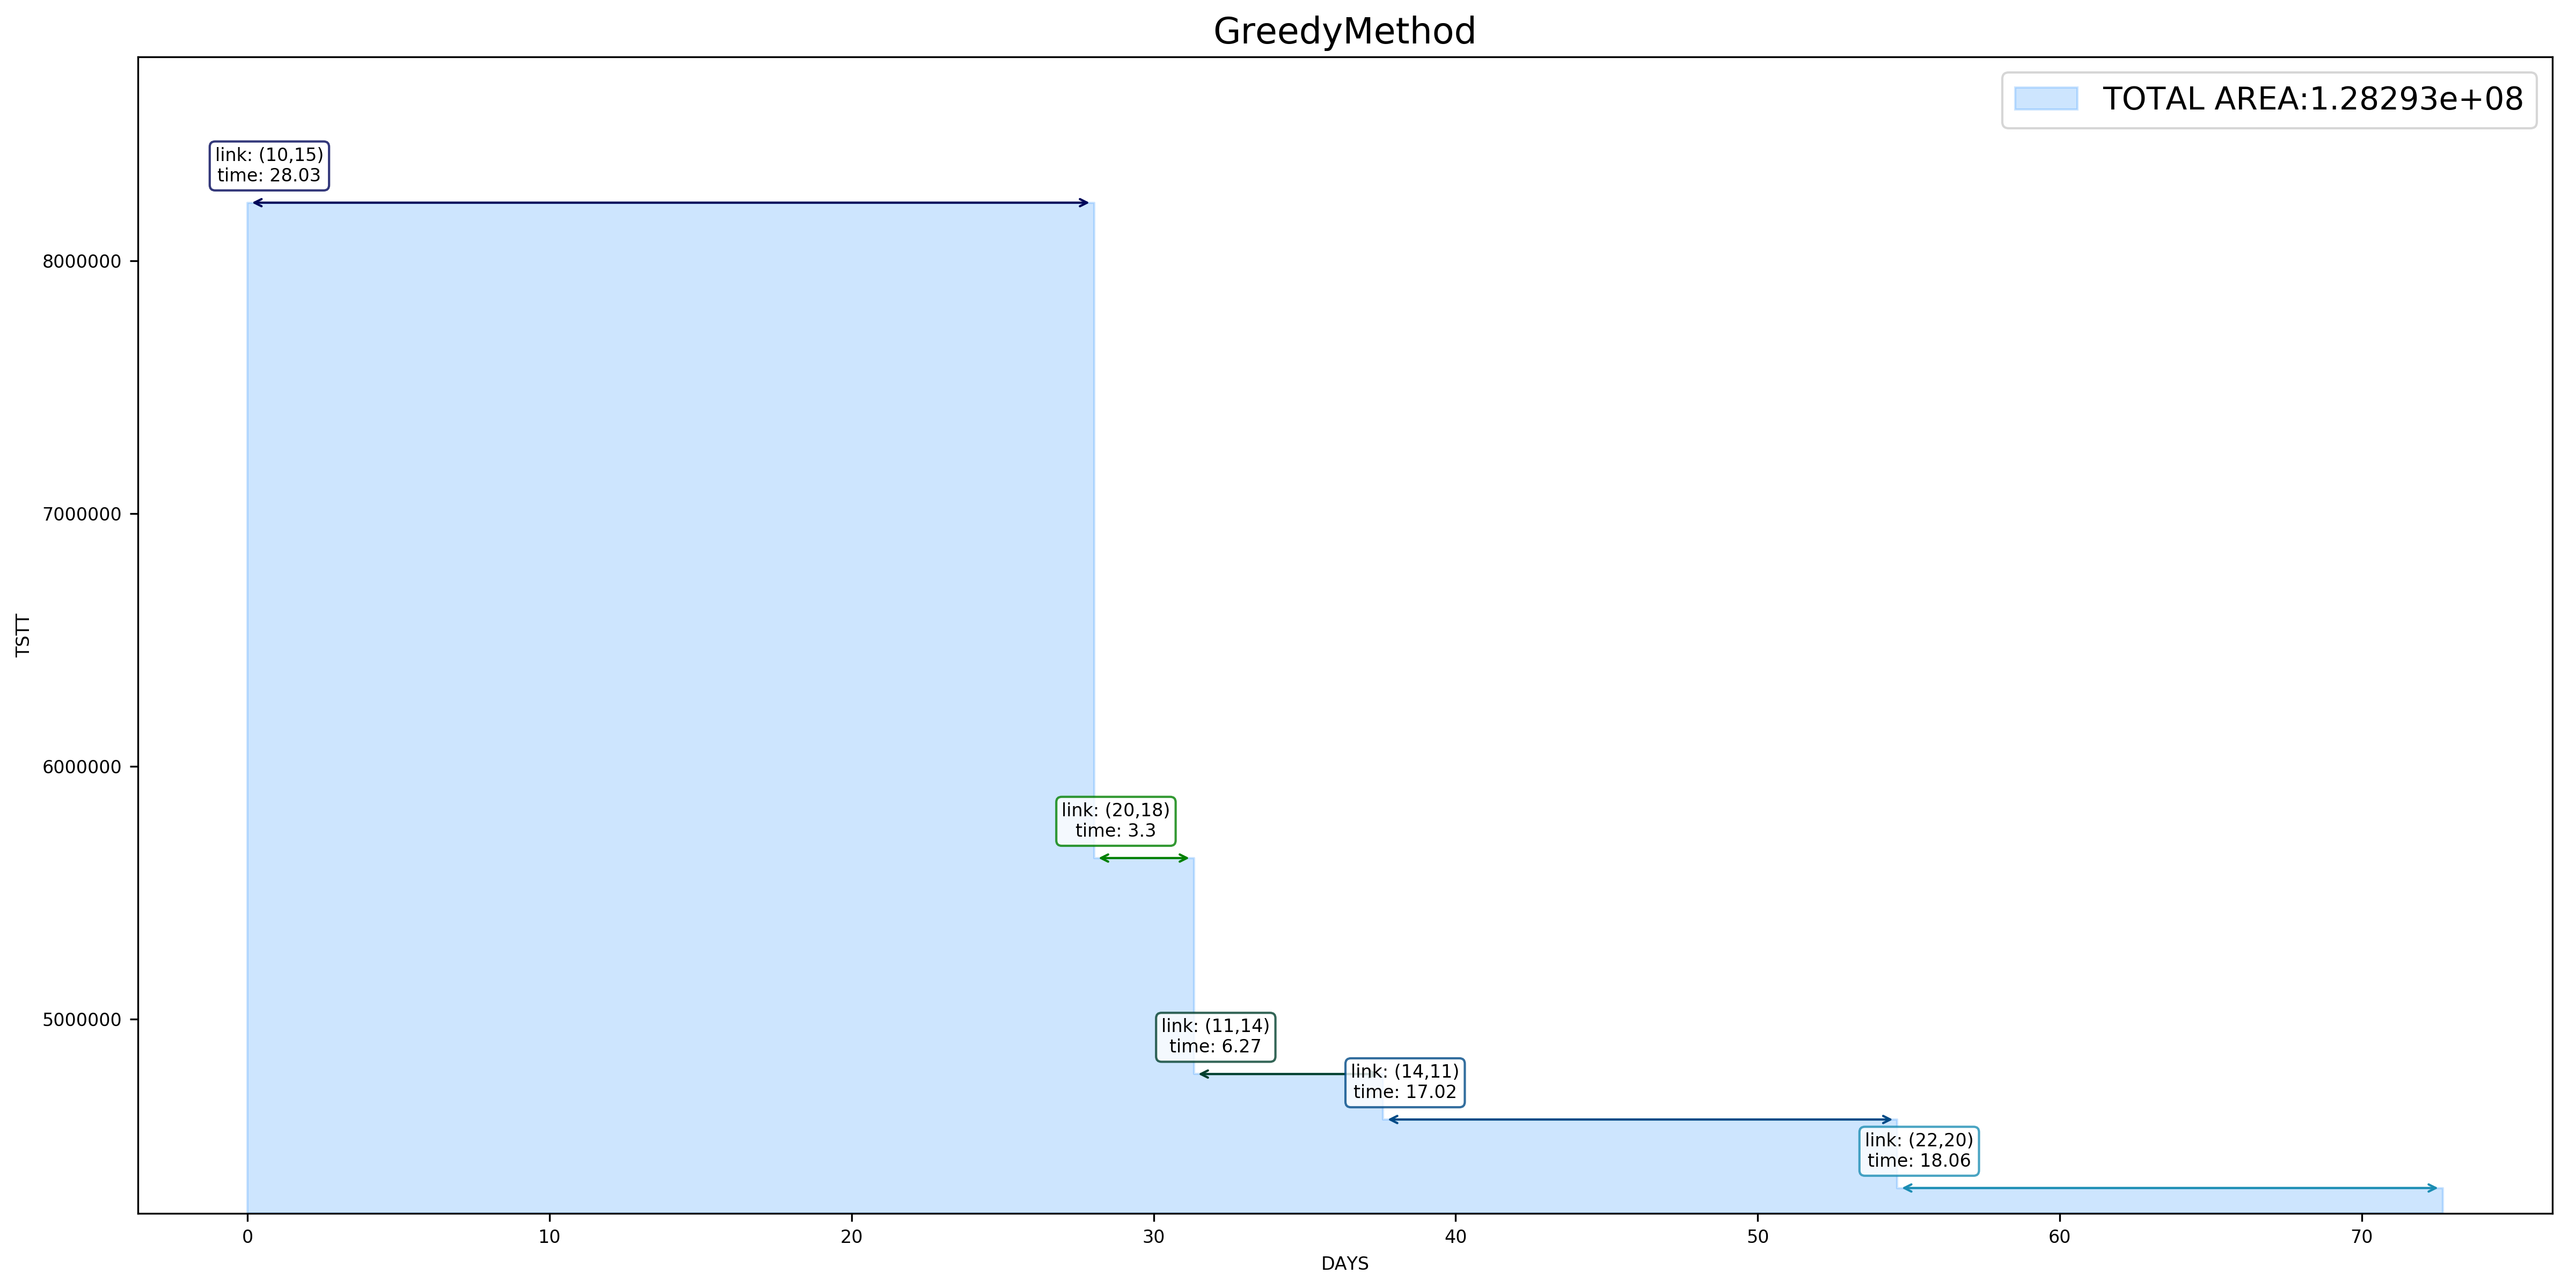 GreedyMethod
TOTAL AREA:1.28293e+08
link: (10,15)
time: 28.03
8000000
7000000
6000000
5000000
TSTT
link: (20,18)
time: 3.3
link: (11,14)
time: 6.27
link: (14,11)
time: 17.02
link: (22,20)
time: 18.06
0
10
20
30
40
50
60
70
DAYS